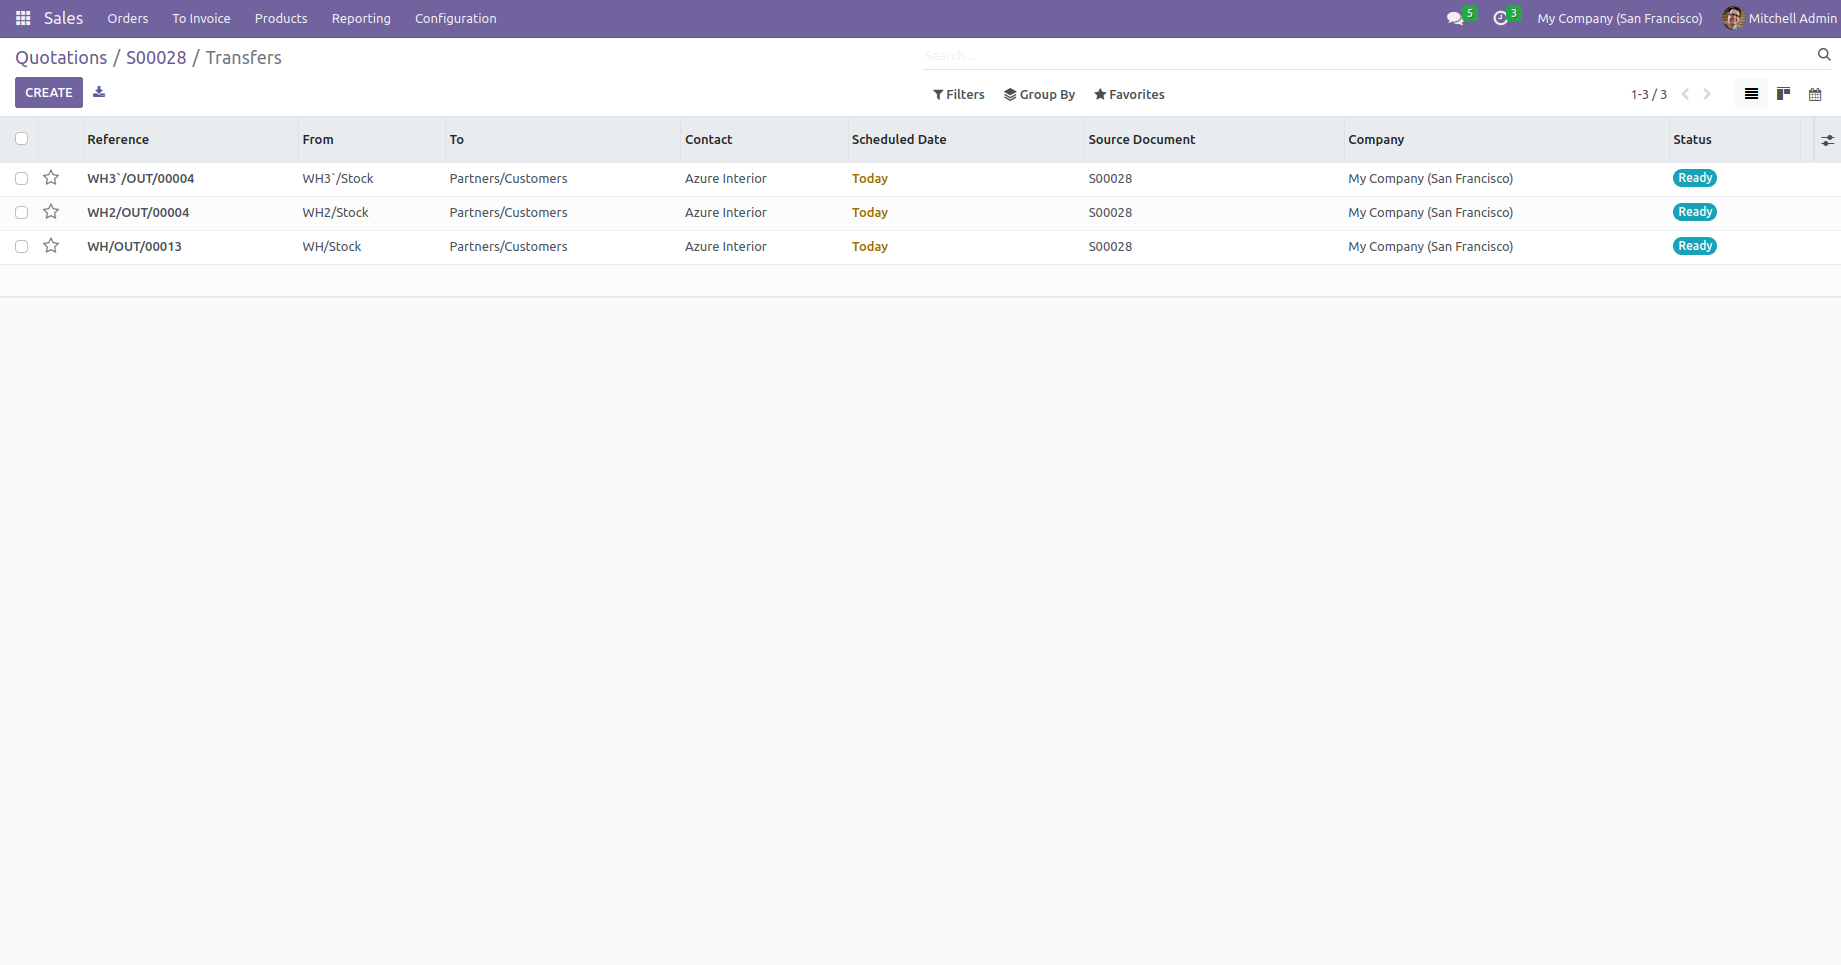 Sales Orders To Invoice Products Reporting Configuration 5 3 My Company (San Francisco) Mitchell Admin
Quotations / S00028 / Transfers Search...
CREATE Filters Group By Favorites 1-3 / 3
Reference From To Contact Scheduled Date Source Document Company Status
WH3`/OUT/00004 WH3`/Stock Partners/Customers Azure Interior Today S00028 My Company (San Francisco) Ready
WH2/OUT/00004 WH2/Stock Partners/Customers Azure Interior Today S00028 My Company (San Francisco) Ready
WH/OUT/00013 WH/Stock Partners/Customers Azure Interior Today S00028 My Company (San Francisco) Ready